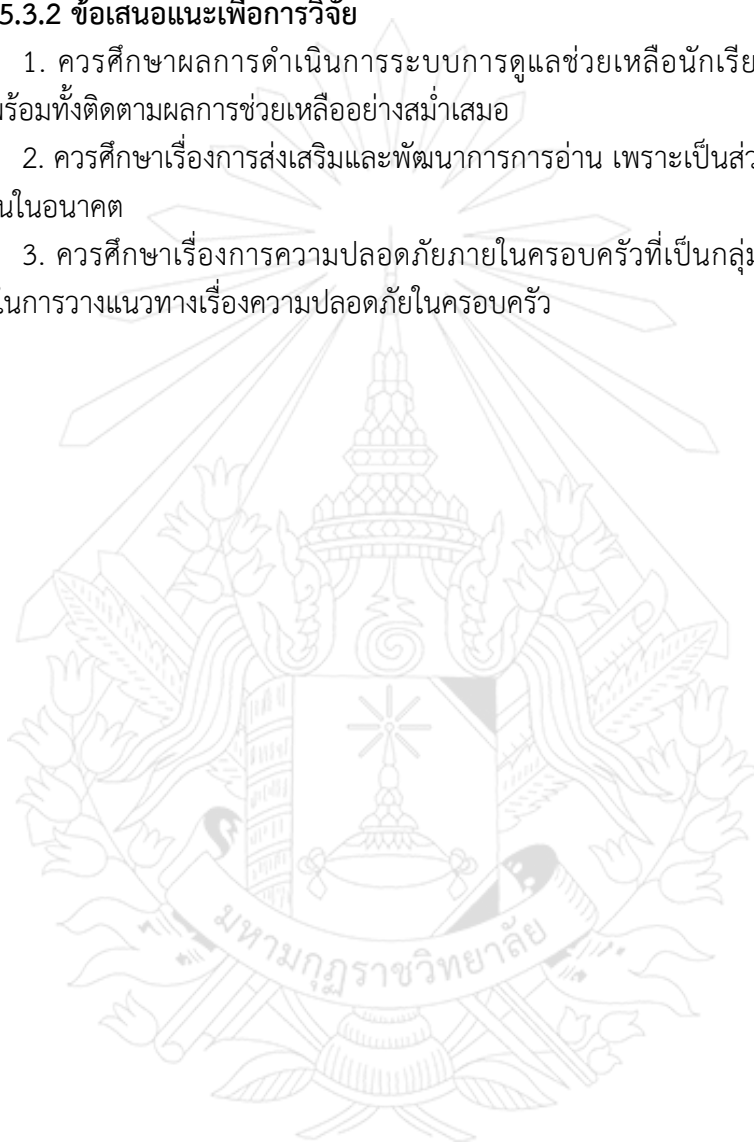 5.3.2 ข้อเสนอแนะเพื่อการวิจัย
1. ควรศึกษาผลการดำเนินการระบบการดูแลช่วยเหลือนักเรีย
พร้อมทั้งติดตามผลการช่วยเหลืออย่างสม่ำเสมอ
2. ควรศึกษาเรื่องการส่งเสริมและพัฒนาการการอ่าน เพราะเป็นส่ว
นในอนาคต
3. ควรศึกษาเรื่องการความปลอดภัยภายในครอบครัวที่เป็นกลุ่ม
ในการวางแนวทางเรื่องความปลอดภัยในครอบครัว
มหามกุฏราชวิทยาลัย